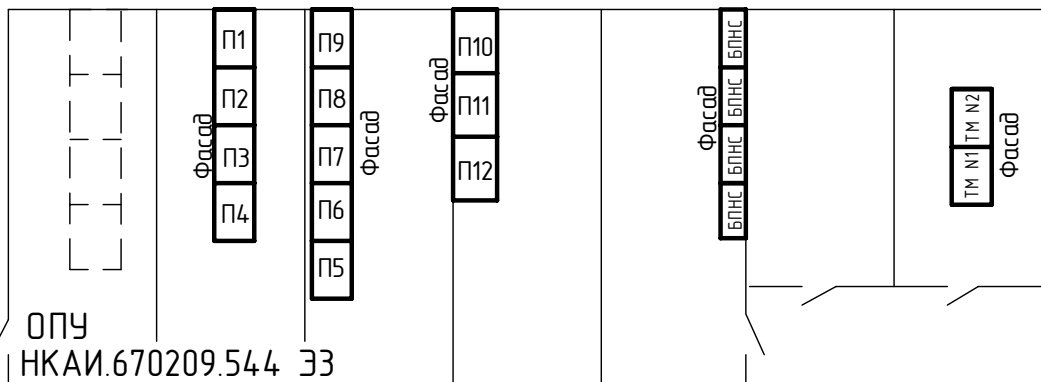 П1
П2
П3
П4
Фасад
П9
П8
П7
П6
П5
Фасад
Фасад
П10
П11
П12
Фасад
БПНС
БПНС
БПНС
БПНС
ТМ N2
ТМ N1
Фасад
ОПУ
НКАИ.670209.544 ЭЗ